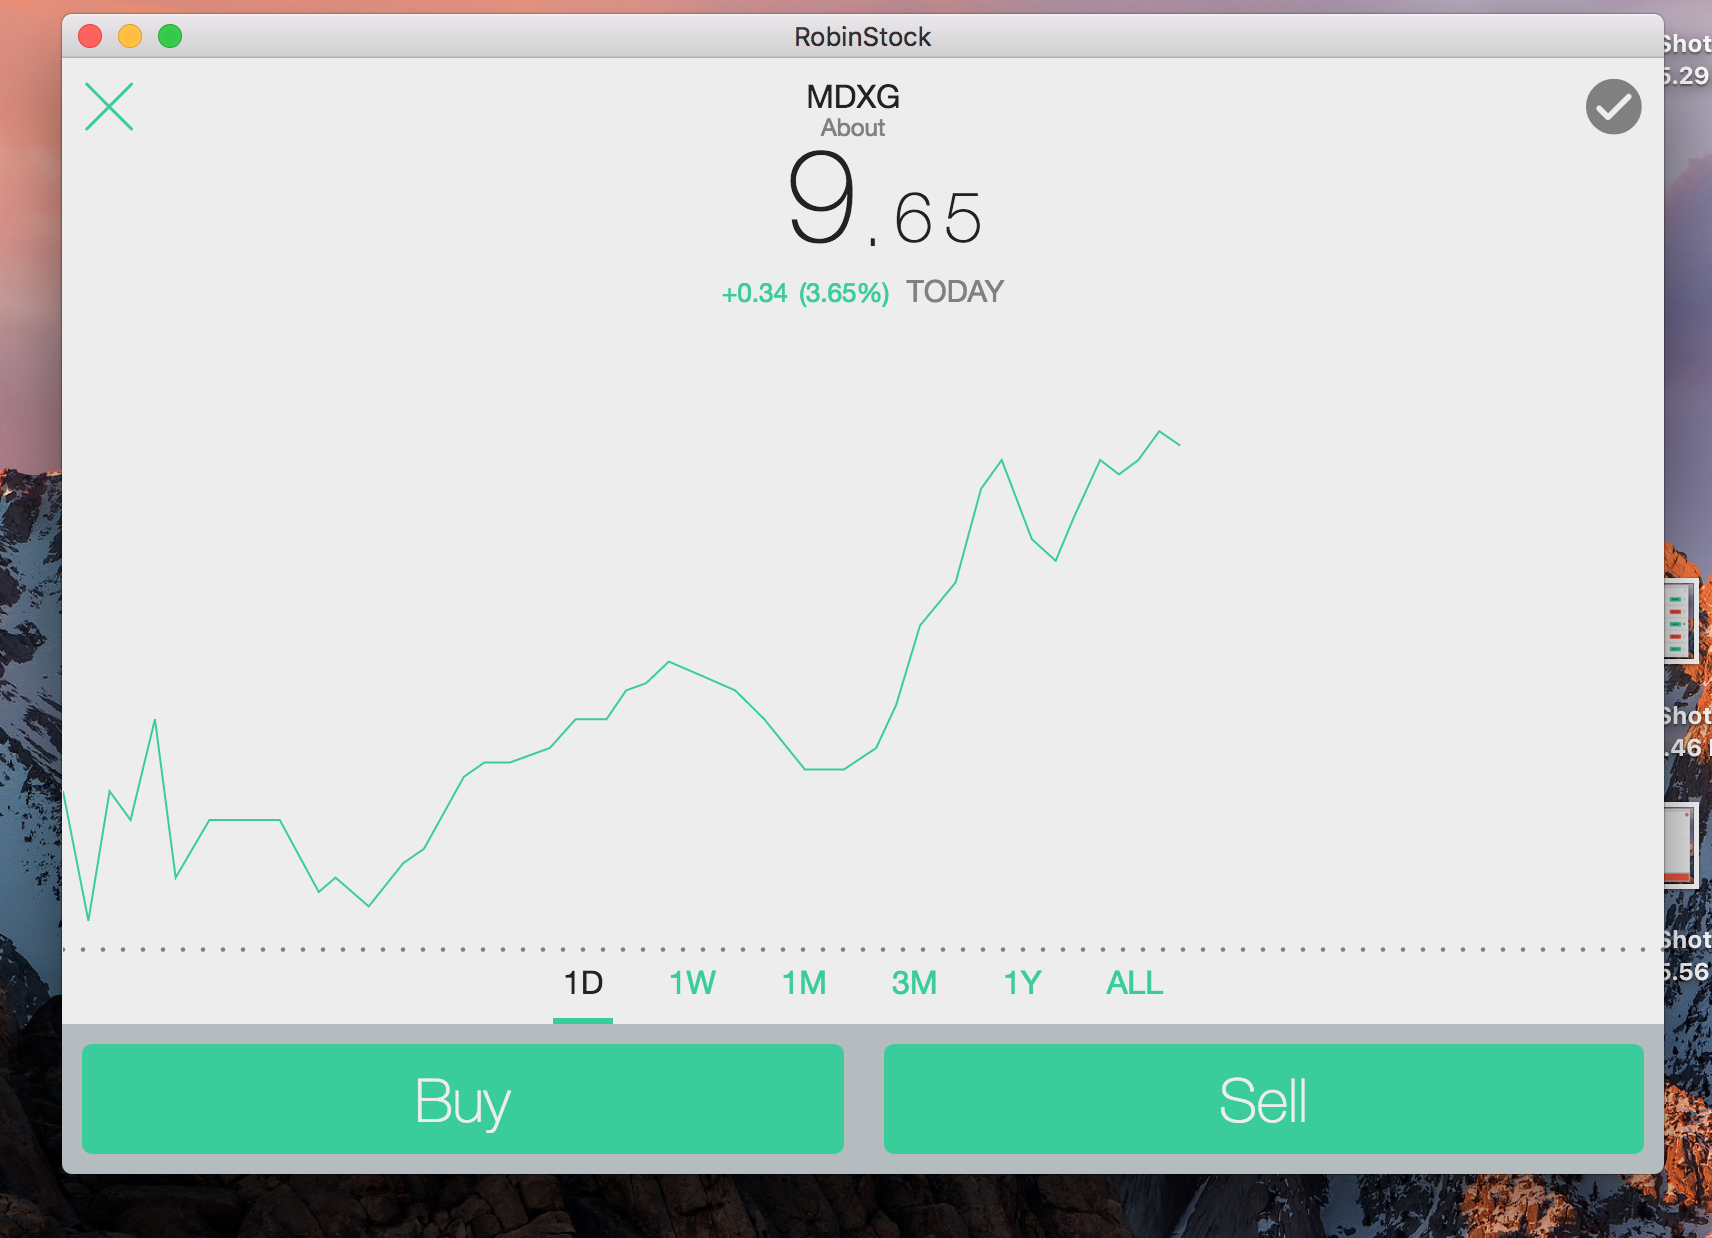 RobinStock
MDXG
About
9.65
+0.34 (3.65%) TODAY
1D 1W 1M 3M 1Y ALL
Buy Sell
Shot
5.29
Shot
.46
Shot
5.56